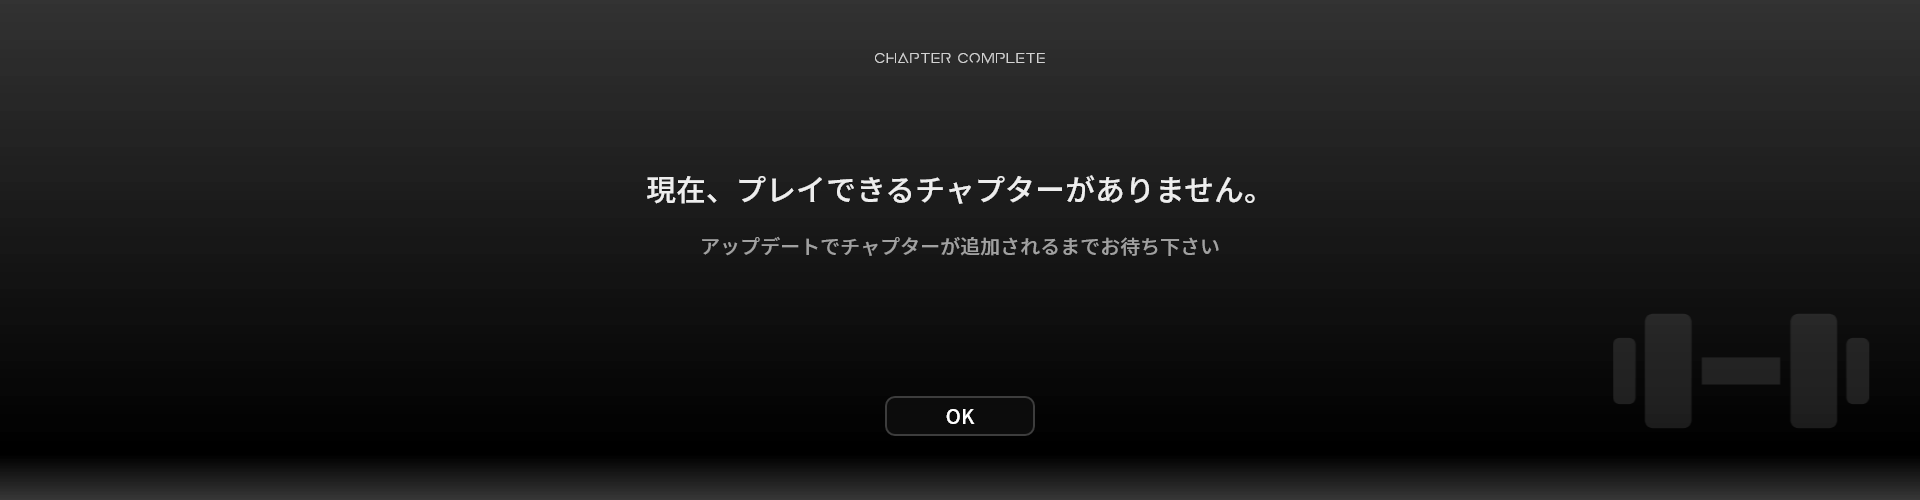 CHAPTER COMPLETE
現在、プレイできるチャプターがありません。
アップデートでチャプターが追加されるまでお待ち下さい
OK